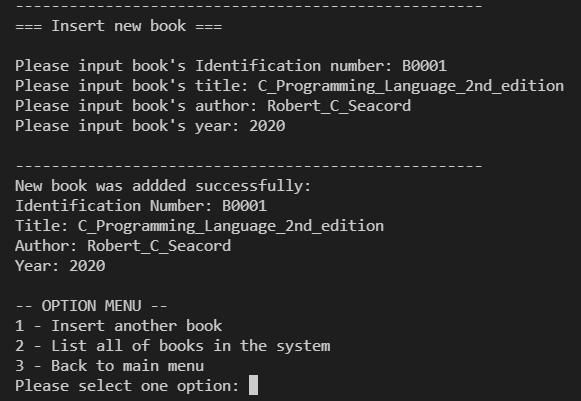 ----------------------------------------------------
=== Insert new book ===
Please input book's Identification number: B0001
Please input book's title: C_Programming_Language_2nd_edition
Please input book's author: Robert_C_Seacord
Please input book's year: 2020
----------------------------------------------------
New book was addded successfully:
Identification Number: B0001
Title: C_Programming_Language_2nd_edition
Author: Robert_C_Seacord
Year: 2020
-- OPTION MENU --
1 - Insert another book
2 - List all of books in the system
3 - Back to main menu
Please select one option: